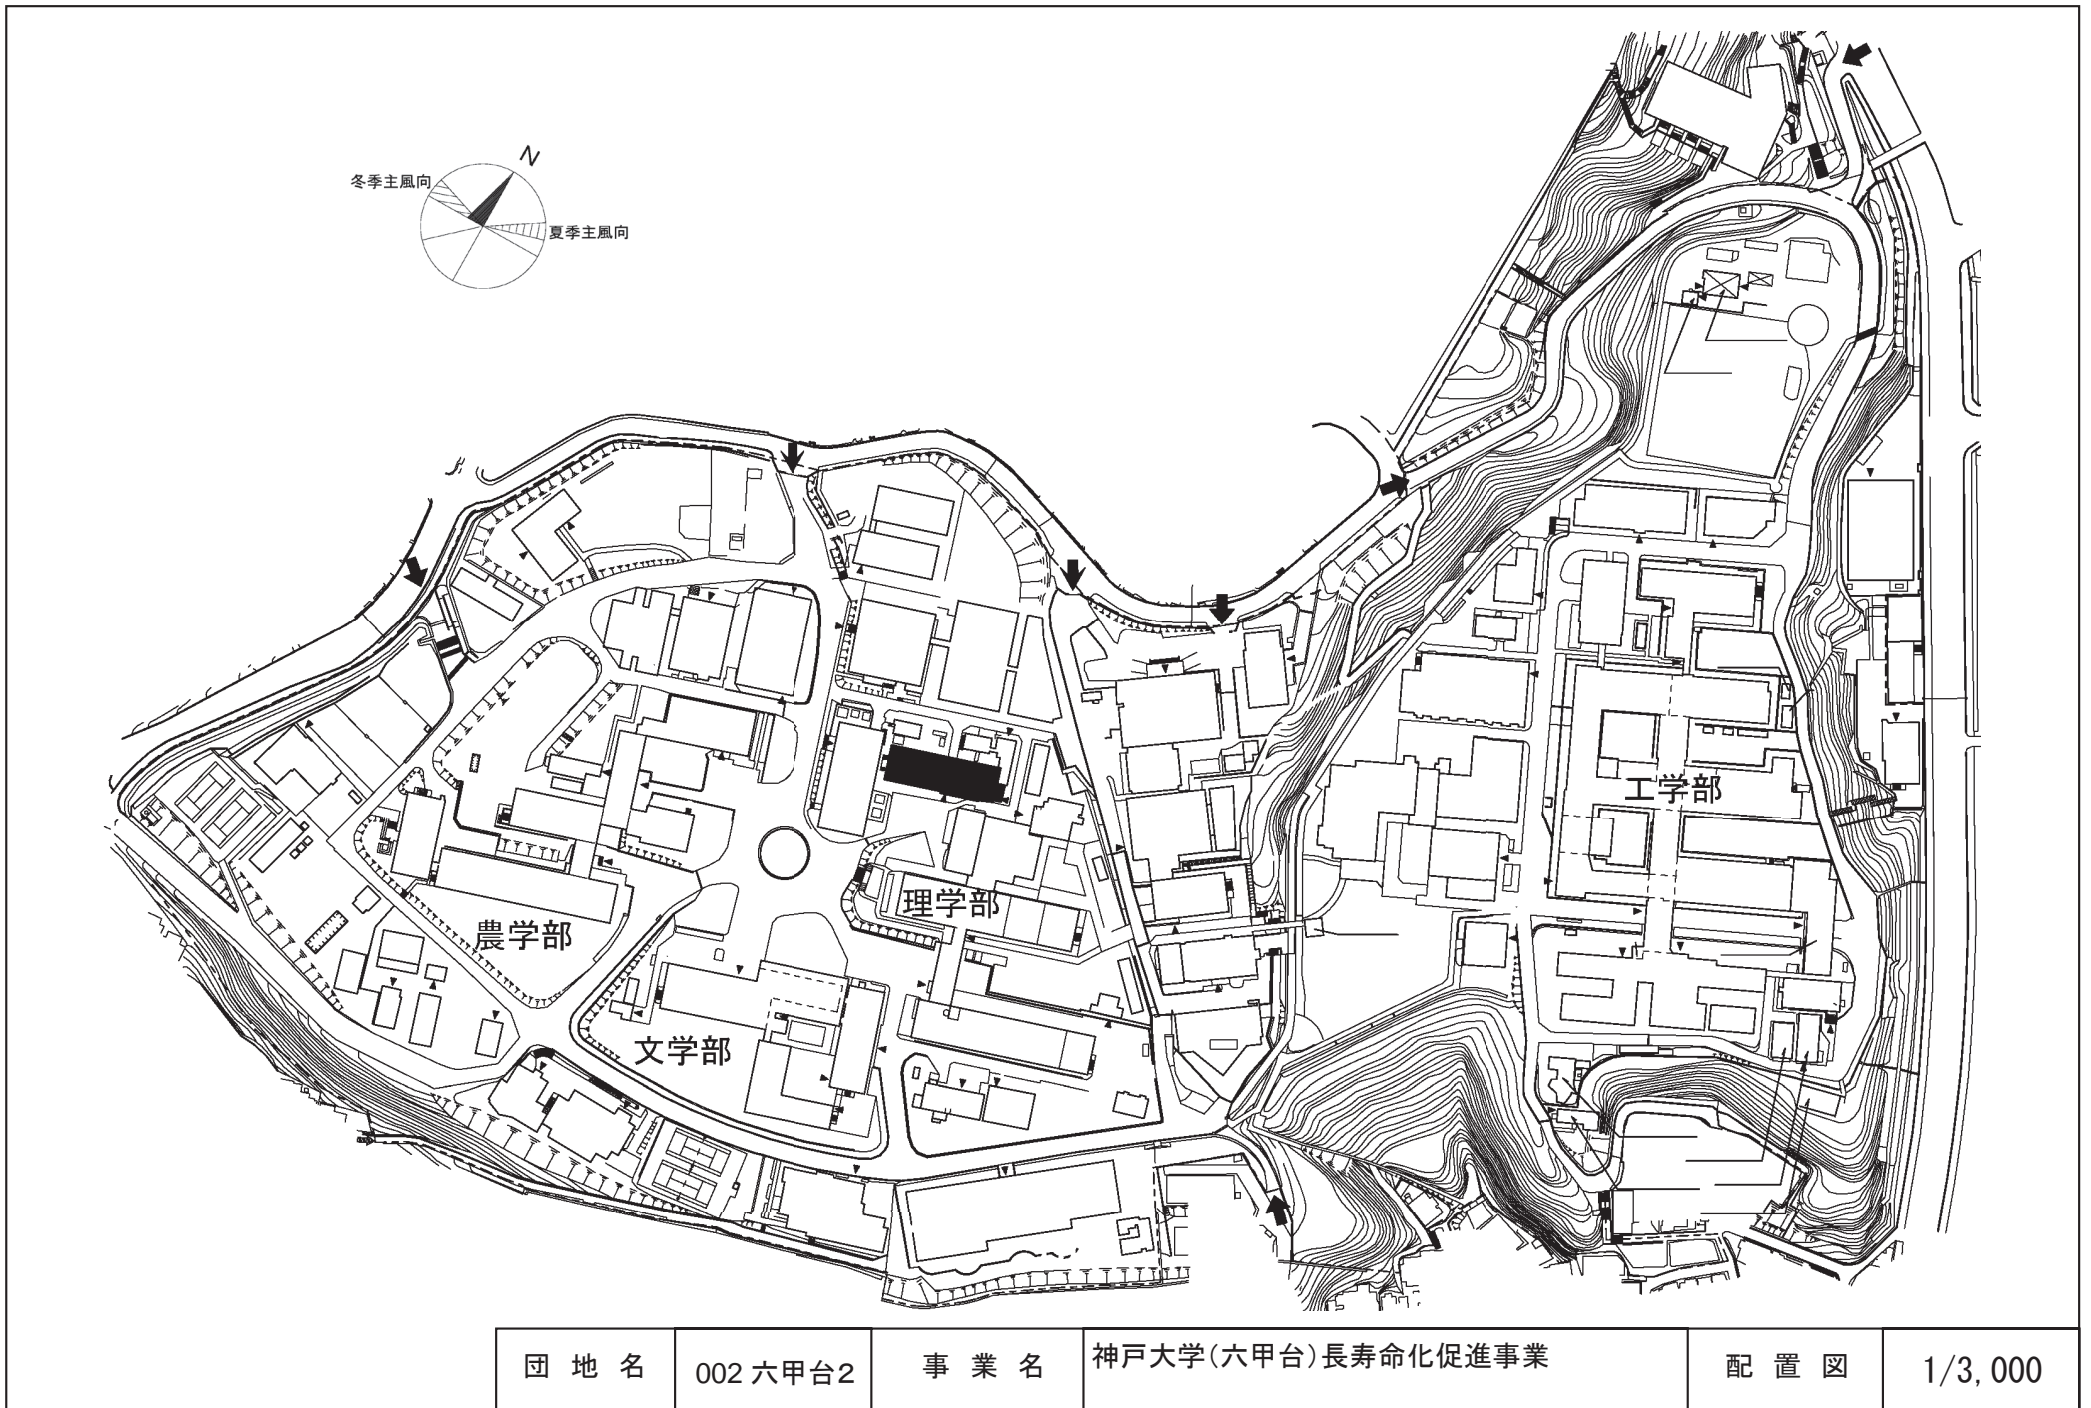 N
冬季主風向
夏季主風向
工学部
理学部
農学部
文学部
団地名
002 六甲台2
事業名
神戸大学(六甲台)長寿命化促進事業
配置図
1/3,000